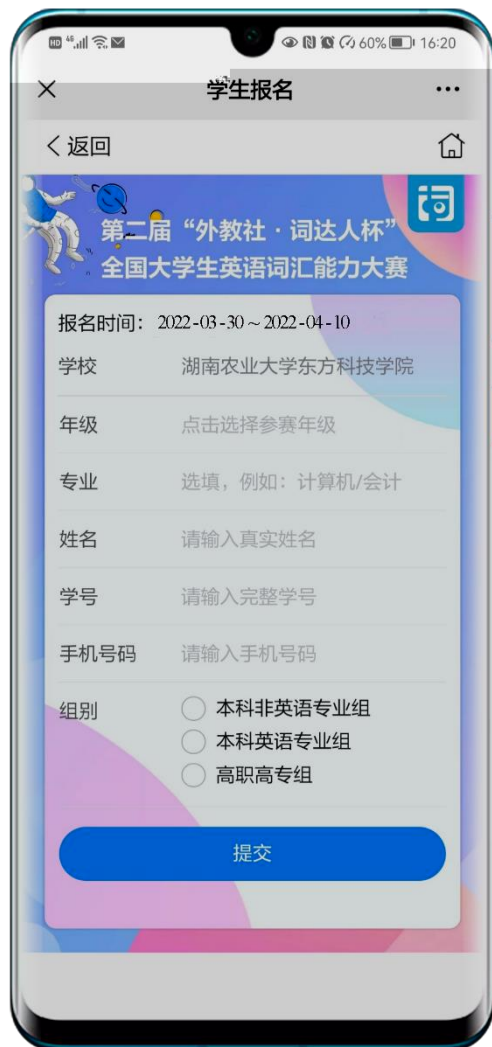 HD 46 60% 16:20
学生报名
返回
词
第二届“外教社·词达人杯”
全国大学生英语词汇能力大赛
报名时间： 2022-03-30～2022-04-10
学校 湖南农业大学东方科技学院
年级 点击选择参赛年级
专业 选填，例如：计算机/会计
姓名 请输入真实姓名
学号 请输入完整学号
手机号码 请输入手机号码
组别 本科非英语专业组
本科英语专业组
高职高专组
提交